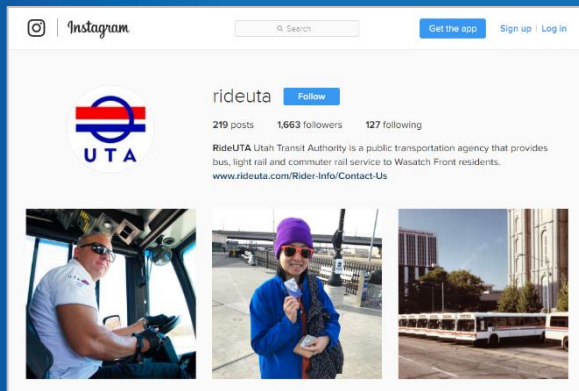 Instagram
Search
Get the app
Sign up | Log in
UTA
rideuta Follow
219 posts 1,663 followers 127 following
RideUTA Utah Transit Authority is a public transportation agency that provides
bus, light rail and commuter rail service to Wasatch Front residents.
www.rideuta.com/Rider-Info/Contact-Us